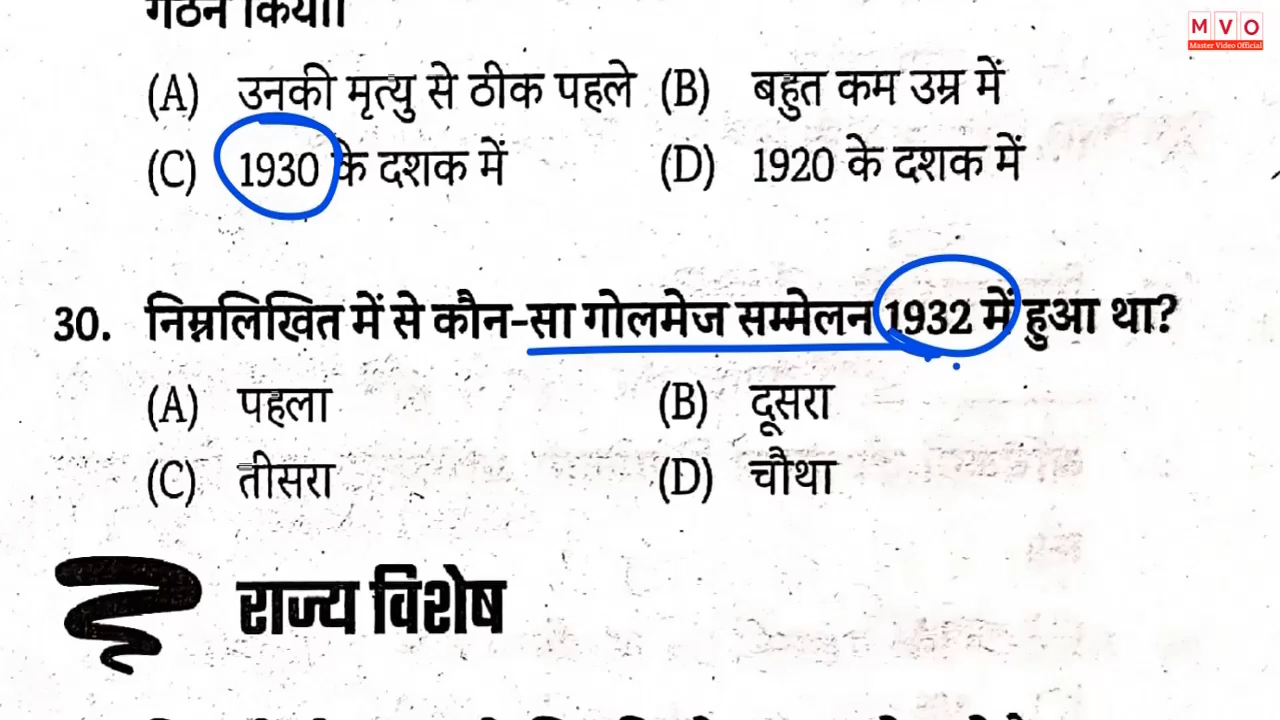 गठन किया।
M V O
Master Video Official
(A) उनकी मृत्यु से ठीक पहले (B) बहुत कम उम्र में
(C) 1930 के दशक में (D) 1920 के दशक में
30. निम्नलिखित में से कौन-सा गोलमेज सम्मेलन 1932 में हुआ था?
(A) पहला (B) दूसरा
(C) तीसरा (D) चौथा
राज्य विशेष